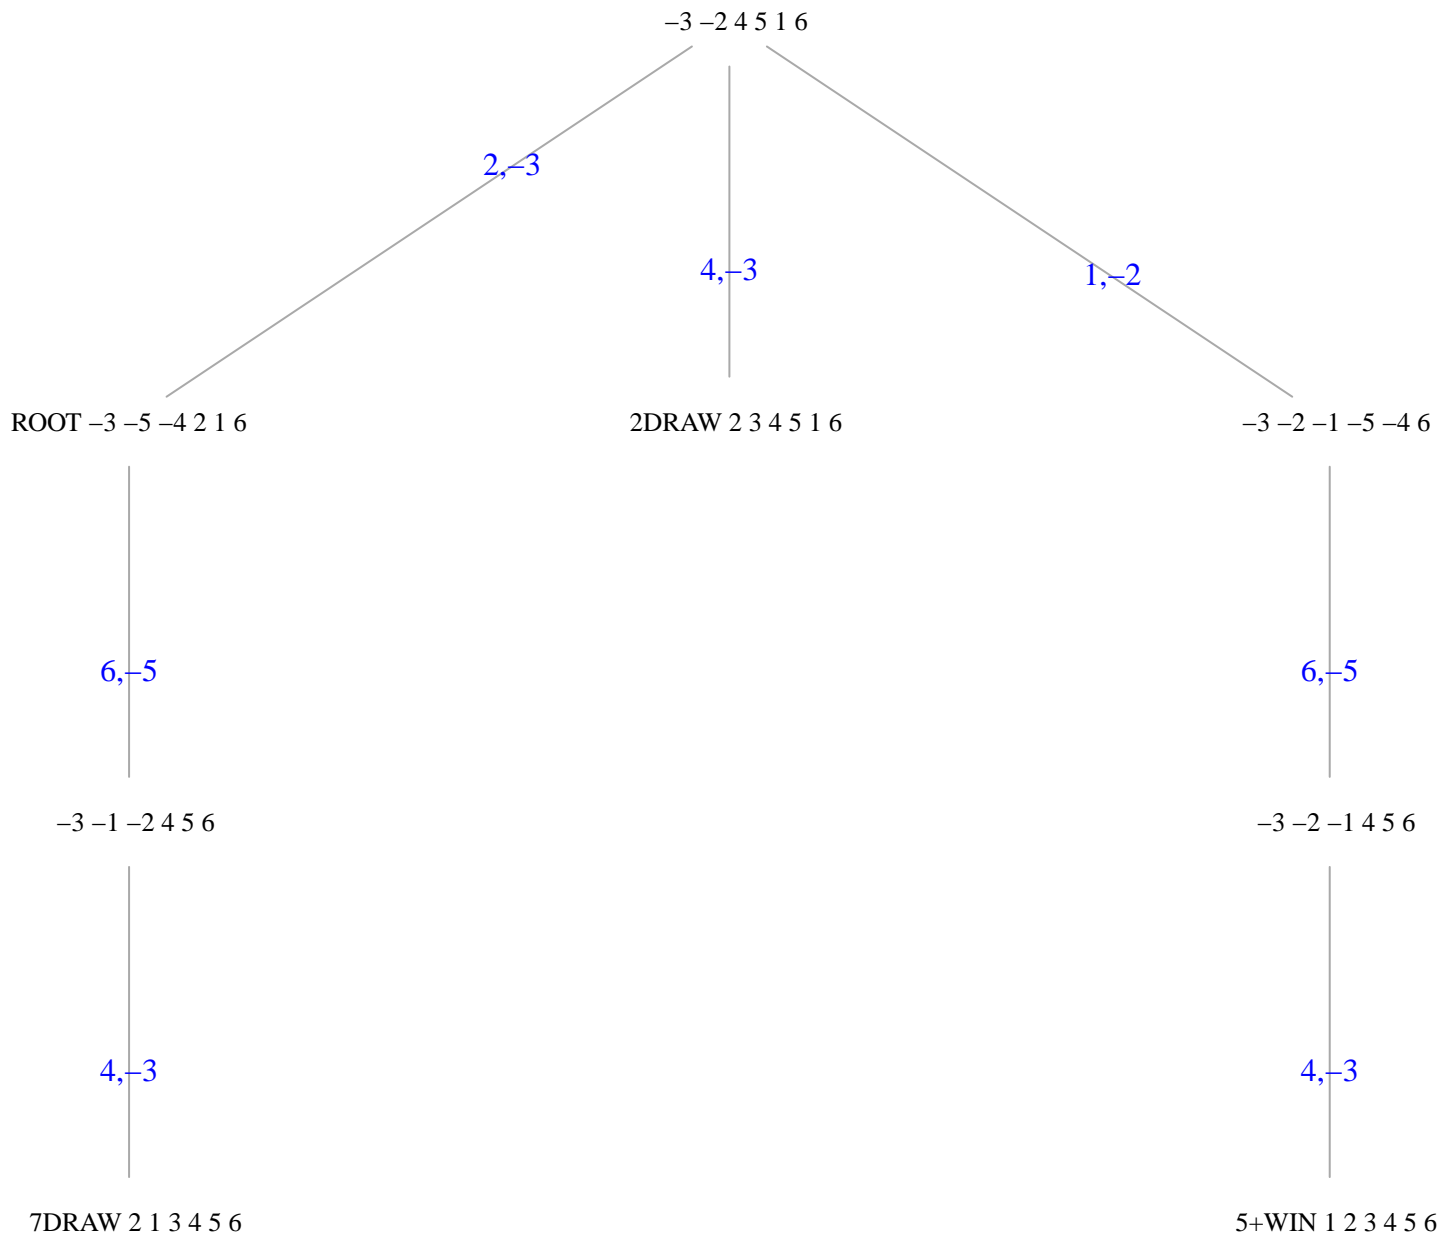 –3 –2 4 5 1 6
2,–3
4,–3
1,–2
ROOT –3 –5 –4 2 1 6
2DRAW 2 3 4 5 1 6
–3 –2 –1 –5 –4 6
6,–5
6,–5
–3 –1 –2 4 5 6
–3 –2 –1 4 5 6
4,–3
4,–3
7DRAW 2 1 3 4 5 6
5+WIN 1 2 3 4 5 6